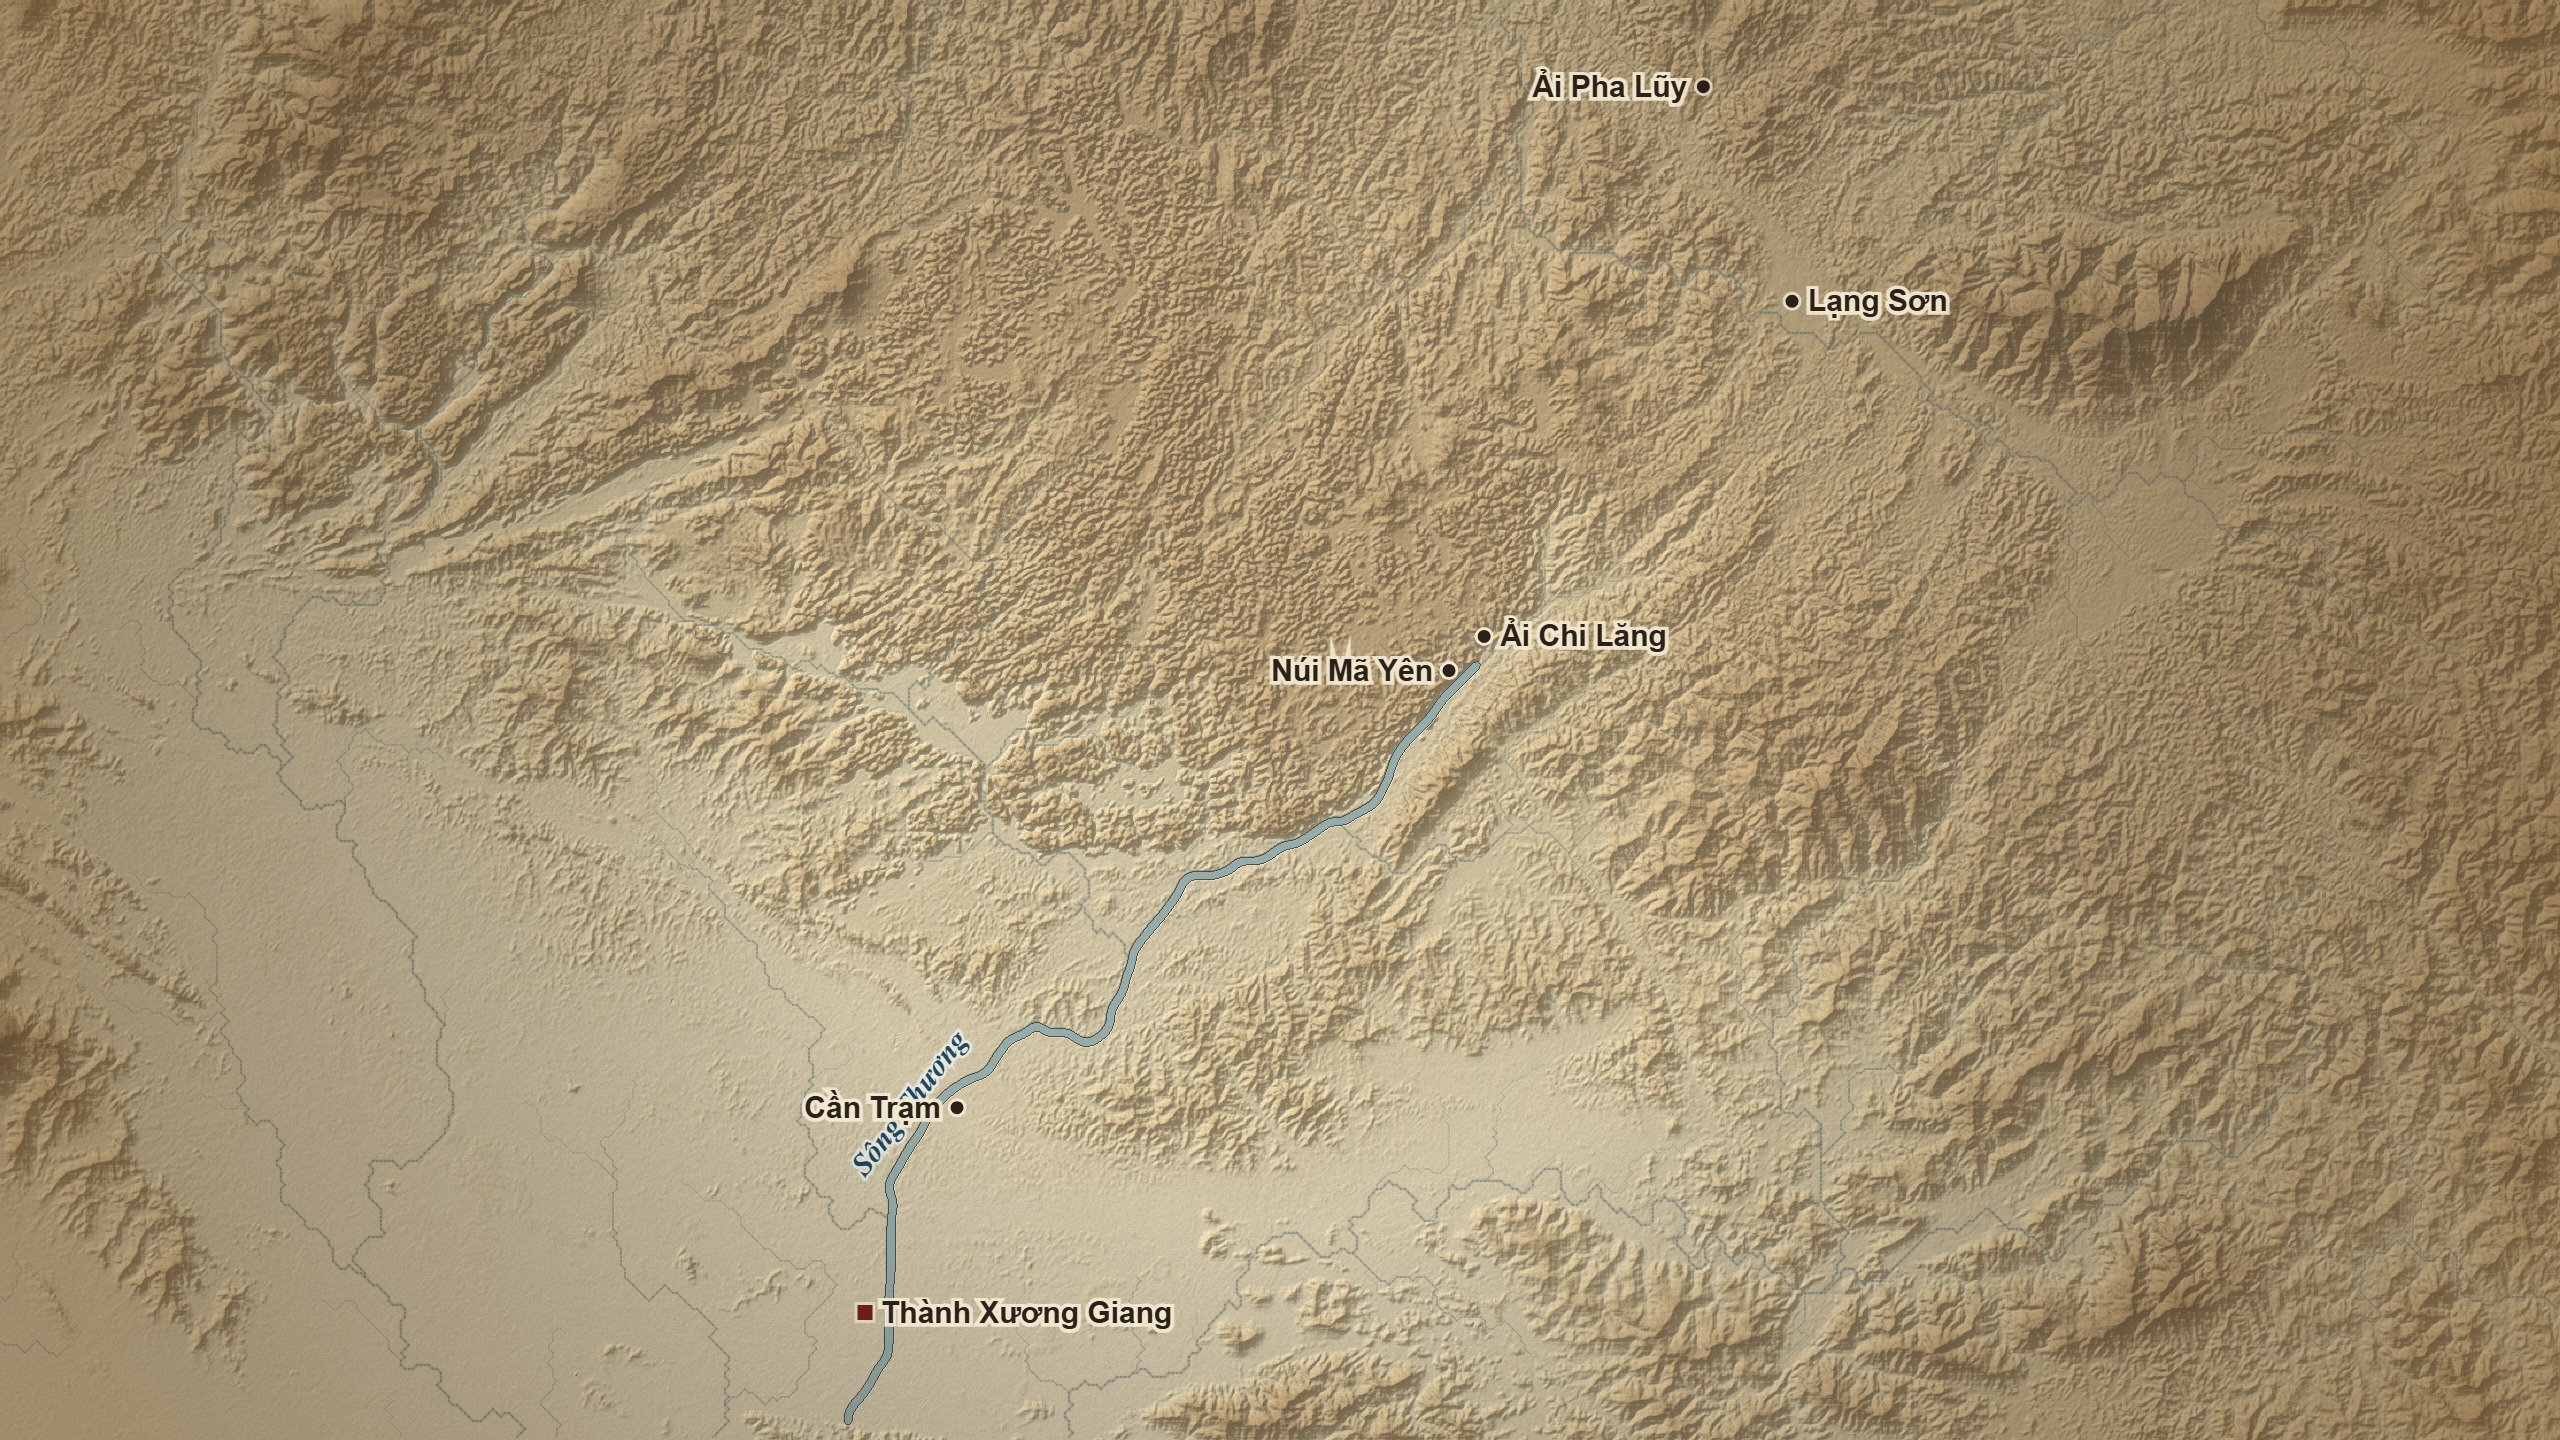 Ải Pha Lũy
Lạng Sơn
Ải Chi Lăng
Núi Mã Yên
Sông Thương
Cần Trạm
Thành Xương Giang